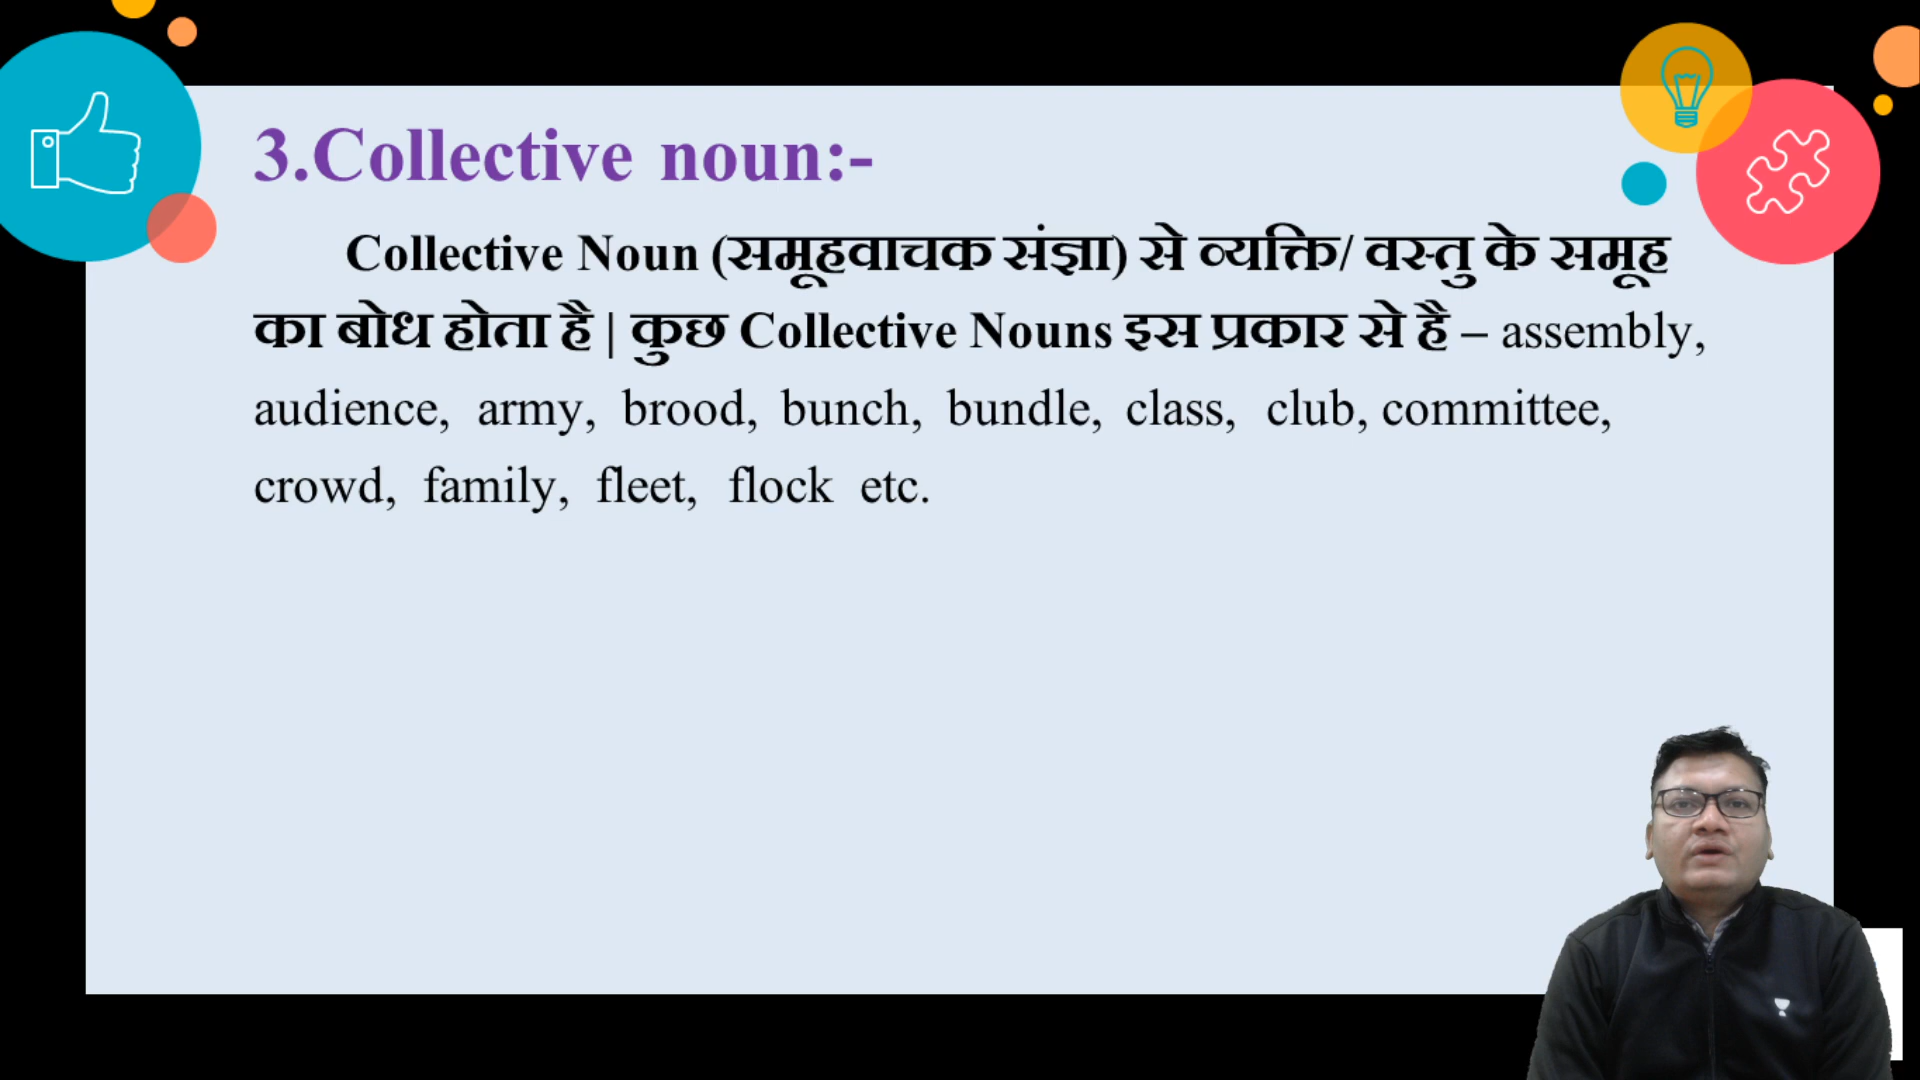 3.Collective noun:-
Collective Noun (समूहवाचक संज्ञा) से व्यक्ति/ वस्तु के समूह
का बोध होता है | कुछ Collective Nouns इस प्रकार से है – assembly,
audience, army, brood, bunch, bundle, class, club, committee,
crowd, family, fleet, flock etc.